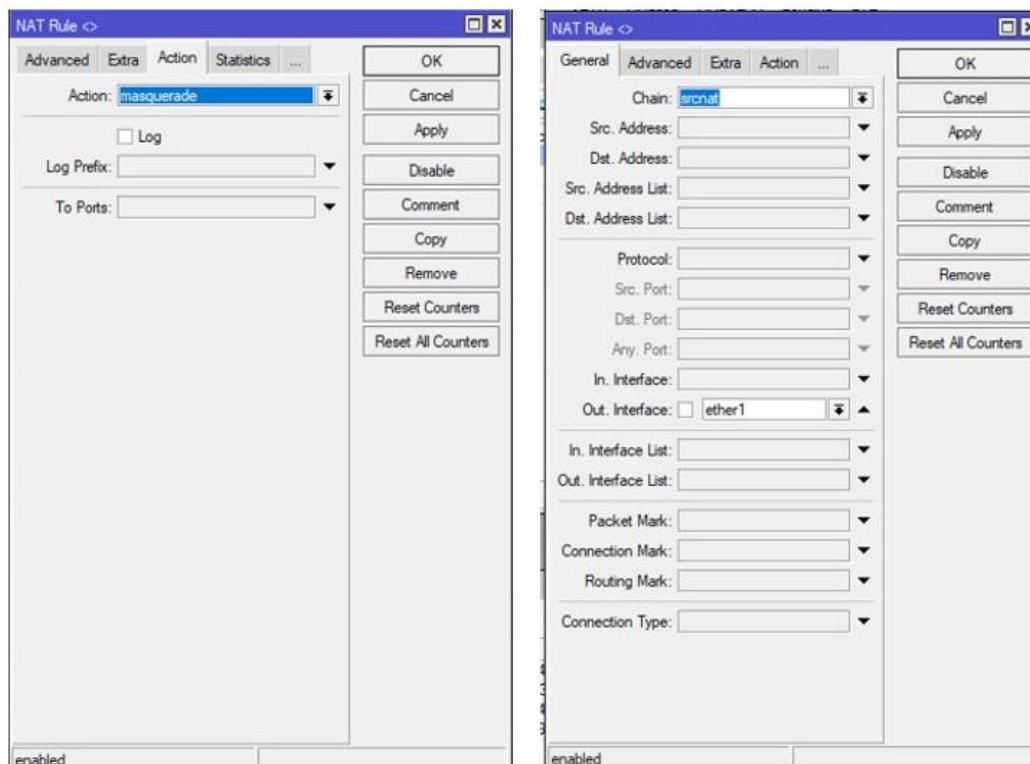 NAT Rule <>
Advanced Extra Action Statistics ...
Action: masquerade
Log
Log Prefix:
To Ports:
OK
Cancel
Apply
Disable
Comment
Copy
Remove
Reset Counters
Reset All Counters
enabled
NAT Rule <>
General Advanced Extra Action ...
Chain: srcnat
Src. Address:
Dst. Address:
Src. Address List:
Dst. Address List:
Protocol:
Src. Port:
Dst. Port:
Any. Port:
In. Interface:
Out. Interface: ether1
In. Interface List:
Out. Interface List:
Packet Mark:
Connection Mark:
Routing Mark:
Connection Type:
OK
Cancel
Apply
Disable
Comment
Copy
Remove
Reset Counters
Reset All Counters
enabled